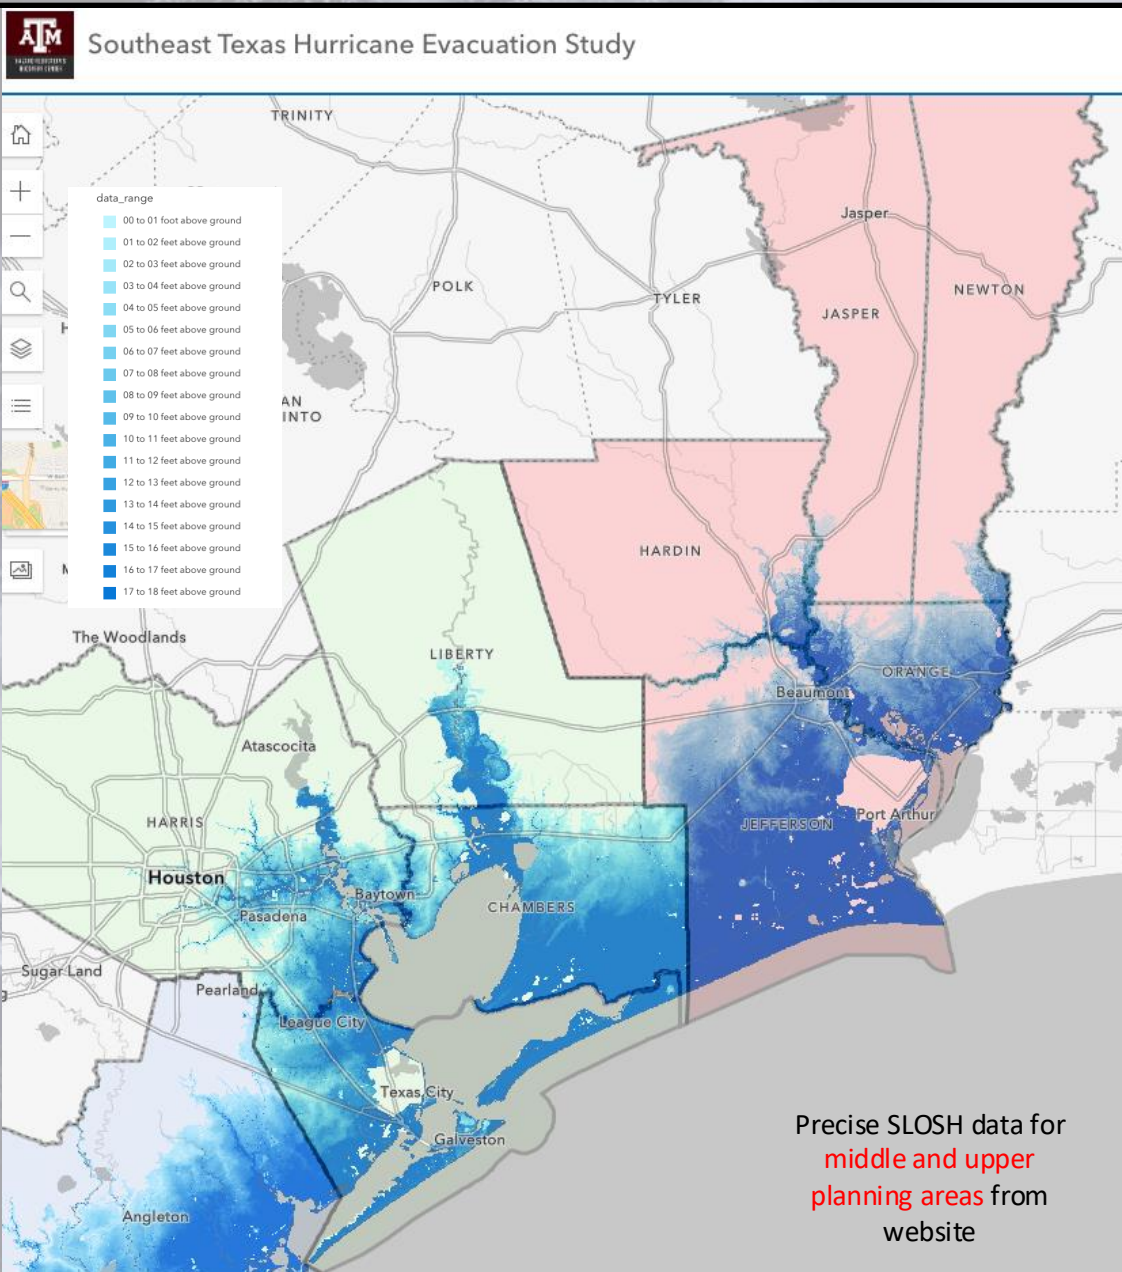 ĀM
Southeast Texas Hurricane Evacuation Study
TRINITY
data_range
00 to 01 foot above ground
01 to 02 feet above ground
02 to 03 feet above ground
03 to 04 feet above ground
04 to 05 feet above ground
05 to 06 feet above ground
06 to 07 feet above ground
07 to 08 feet above ground
08 to 09 feet above ground
09 to 10 feet above ground
10 to 11 feet above ground
11 to 12 feet above ground
12 to 13 feet above ground
13 to 14 feet above ground
14 to 15 feet above ground
15 to 16 feet above ground
16 to 17 feet above ground
17 to 18 feet above ground
Jasper
POLK
TYLER
NEWTON
JASPER
AN
INTO
HARDIN
The Woodlands
LIBERTY
ORANGE
Beaumont
Atascocita
HARRIS
JEFFERSON
Port Arthur
Houston
Baytown
Pasadena
CHAMBERS
Sugar Land
Pearland
League City
Texas City
Galveston
Angleton
Precise SLOSH data for
middle and upper
planning areas from
website